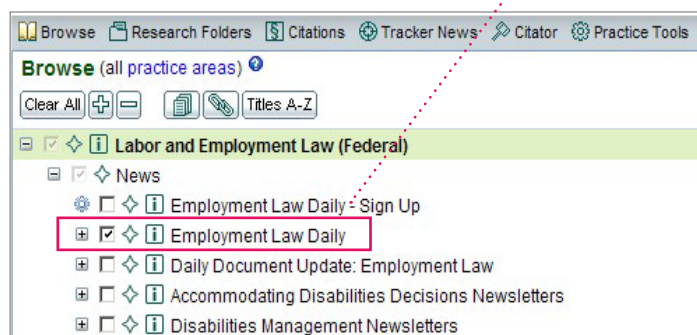 Browse Research Folders Citations Tracker News Citator Practice Tools
Browse (all practice areas)
Clear All Titles A-Z
Labor and Employment Law (Federal)
News
Employment Law Daily - Sign Up
Employment Law Daily
Daily Document Update: Employment Law
Accommodating Disabilities Decisions Newsletters
Disabilities Management Newsletters